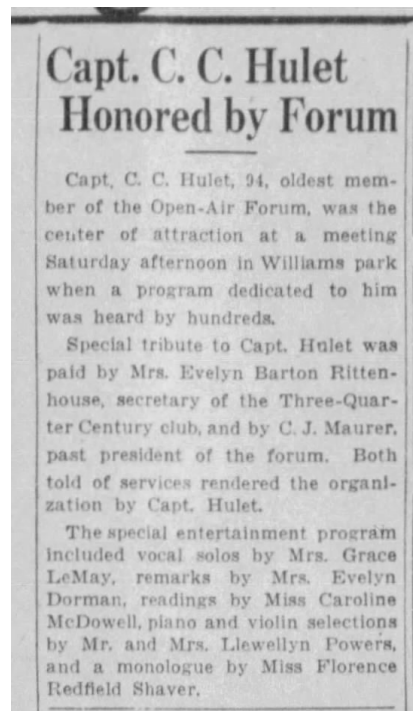 Capt. C. C. Hulet
Honored by Forum
Capt, C. C. Hulet, 94, oldest mem-
ber of the Open-Air Forum, was the
center of attraction at a meeting
Saturday afternoon in Williams park
when a program dedicated to him
was heard by hundreds.
Special tribute to Capt. Hulet was
paid by Mrs. Evelyn Barton Ritten-
house, secretary of the Three-Quar-
ter Century club, and by C. J. Maurer,
past president of the forum. Both
told of services rendered the organi-
zation by Capt. Hulet.
The special entertainment program
included vocal solos by Mrs. Grace
LeMay, remarks by Mrs. Evelyn
Dorman, readings by Miss Caroline
McDowell, piano and violin selections
by Mr. and Mrs. Llewellyn Powers,
and a monologue by Miss Florence
Redfield Shaver.